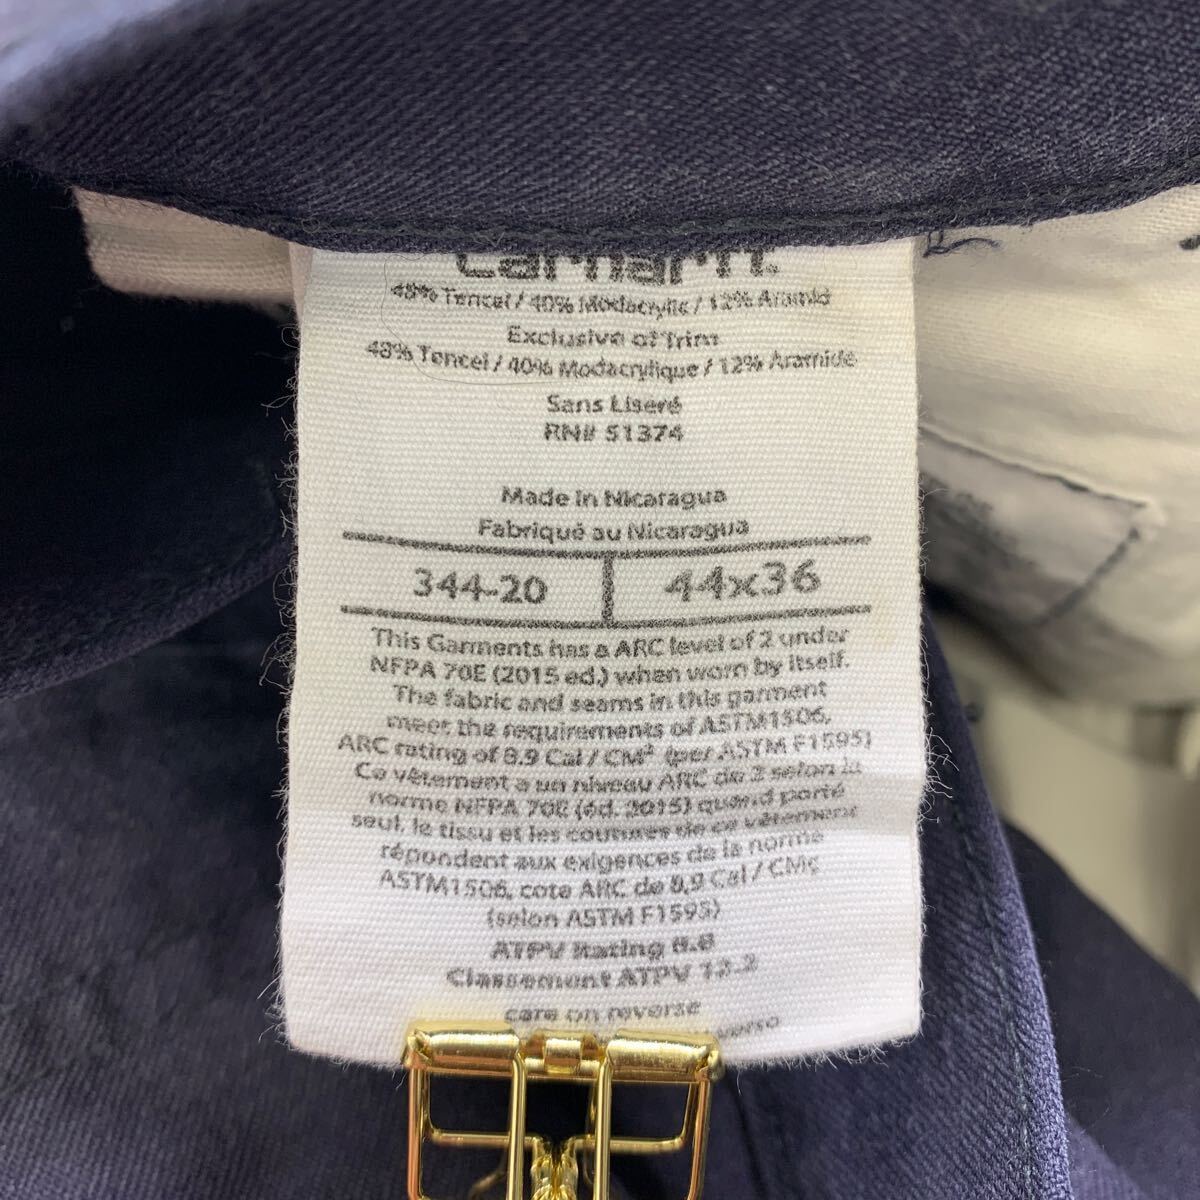 carhartt.
48% Tencel / 40% Modacrylic / 12% Aramid
Exclusive of Trim
48% Tencel / 40% Modacrylique / 12% Aramide
Sans Liseré
RN# 51374
Made in Nicaragua
Fabriqué au Nicaragua
344-20 44x36
This Garments has a ARC level of 2 under
NFPA 70E (2015 ed.) when worn by itself.
The fabric and seams in this garment
meet the requirements of ASTM1506,
ARC rating of 8.9 Cal / CM² (per ASTM F1595)
Ce vêtement a un niveau ARC de 2 selon la
norme NFPA 70E (éd. 2015) quand porté
seul, le tissu et les coutures de ce vêtement
répondent aux exigences de la norme
ASTM1506, cote ARC de 8,9 Cal / CMç
(selon ASTM F1595)
ATPV Rating
Classement ATPV 12.2
care on reverse
verso